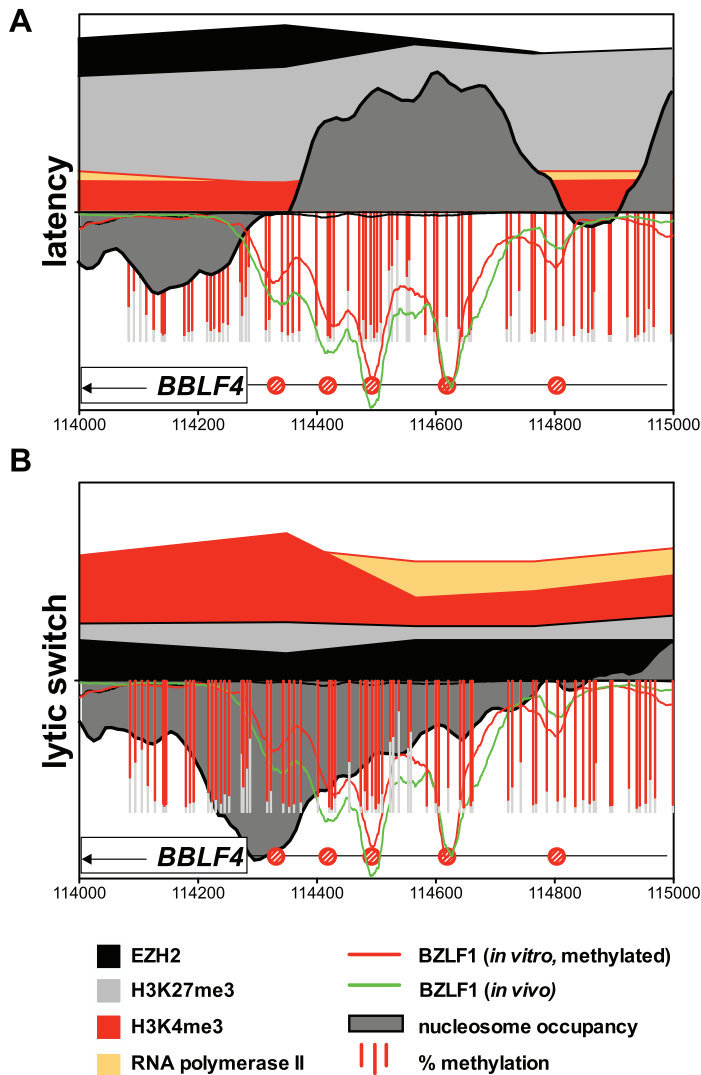 A
latency
BBLF4
114000 114200 114400 114600 114800 115000
B
lytic switch
BBLF4
114000 114200 114400 114600 114800 115000
EZH2
BZLF1 (in vitro, methylated)
H3K27me3
BZLF1 (in vivo)
H3K4me3
nucleosome occupancy
RNA polymerase II
% methylation